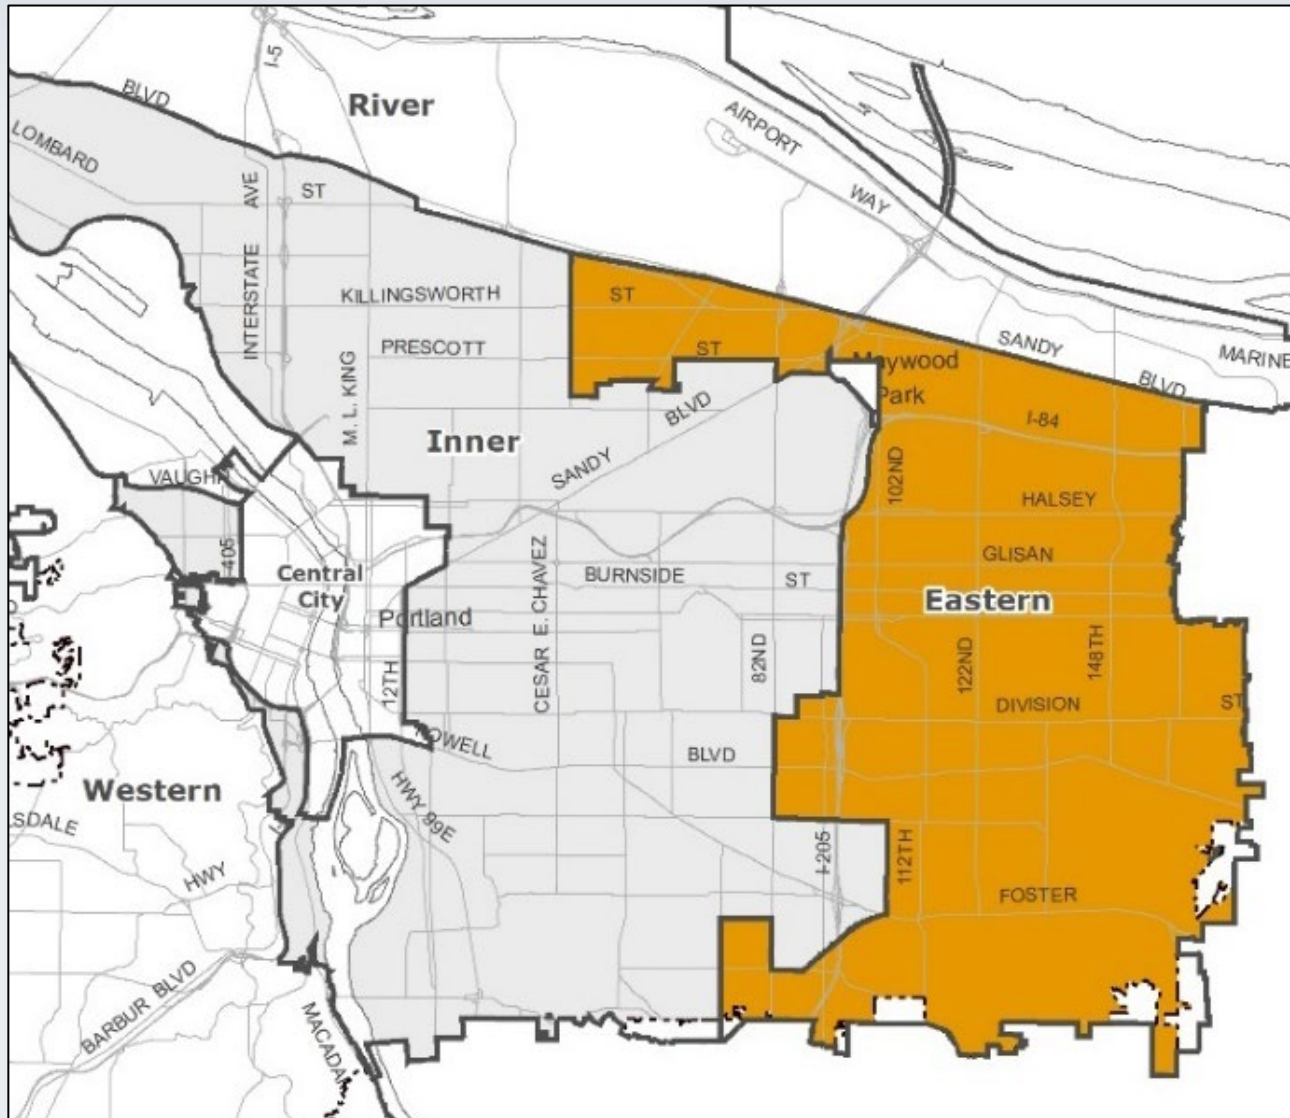 I-5
BLVD
River
LOMBARD
AIRPORT
WAY
AVE
ST
INTERSTATE
KILLINGSWORTH
ST
PRESCOTT
ST
SANDY
MARINE
BLVD
Maywood
Park
M. L. KING
BLVD
SANDY
I-84
Inner
102ND
VAUGHN
HALSEY
405
GLISAN
Central
City
CESAR E. CHAVEZ
BURNSIDE
ST
Eastern
Portland
12TH
82ND
122ND
148TH
DIVISION
ST
POWELL
BLVD
Western
HWY 99E
SDALE
HWY
I-205
112TH
FOSTER
BARBUR BLVD
MACADAM